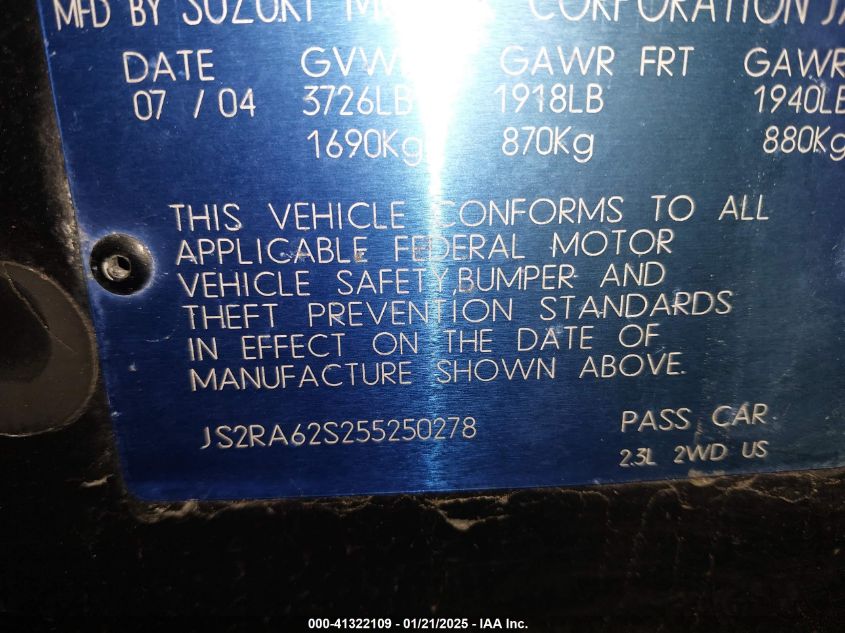 MFD BY SUZUKI CORPORATION
DATE GVW GAWR FRT GAWR
07 / 04 3726LB 1918LB 1940LB
1690Kg 870Kg 880Kg
THIS VEHICLE CONFORMS TO ALL
APPLICABLE FEDERAL MOTOR
VEHICLE SAFETY,BUMPER AND
THEFT PREVENTION STANDARDS
IN EFFECT ON THE DATE OF
MANUFACTURE SHOWN ABOVE.
JS2RA62S255250278 PASS CAR
2.3L 2WD US
000-41322109 - 01/21/2025 - IAA Inc.